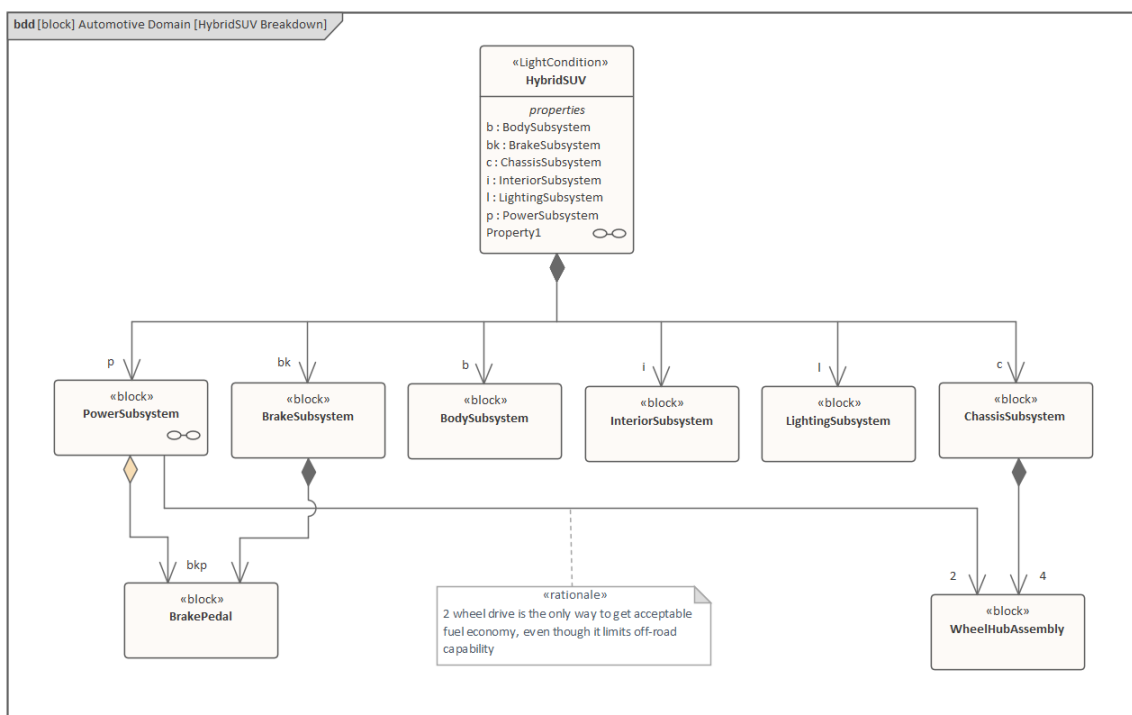 bdd [block] Automotive Domain [HybridSUV Breakdown]
«LightCondition»
HybridSUV
properties
b : BodySubsystem
bk : BrakeSubsystem
c : ChassisSubsystem
i : InteriorSubsystem
l : LightingSubsystem
p : PowerSubsystem
Property1
p
bk
b
i
l
c
«block»
PowerSubsystem
«block»
BrakeSubsystem
«block»
BodySubsystem
«block»
InteriorSubsystem
«block»
LightingSubsystem
«block»
ChassisSubsystem
bkp
2
4
«block»
BrakePedal
«rationale»
2 wheel drive is the only way to get acceptable
fuel economy, even though it limits off-road
capability
«block»
WheelHubAssembly